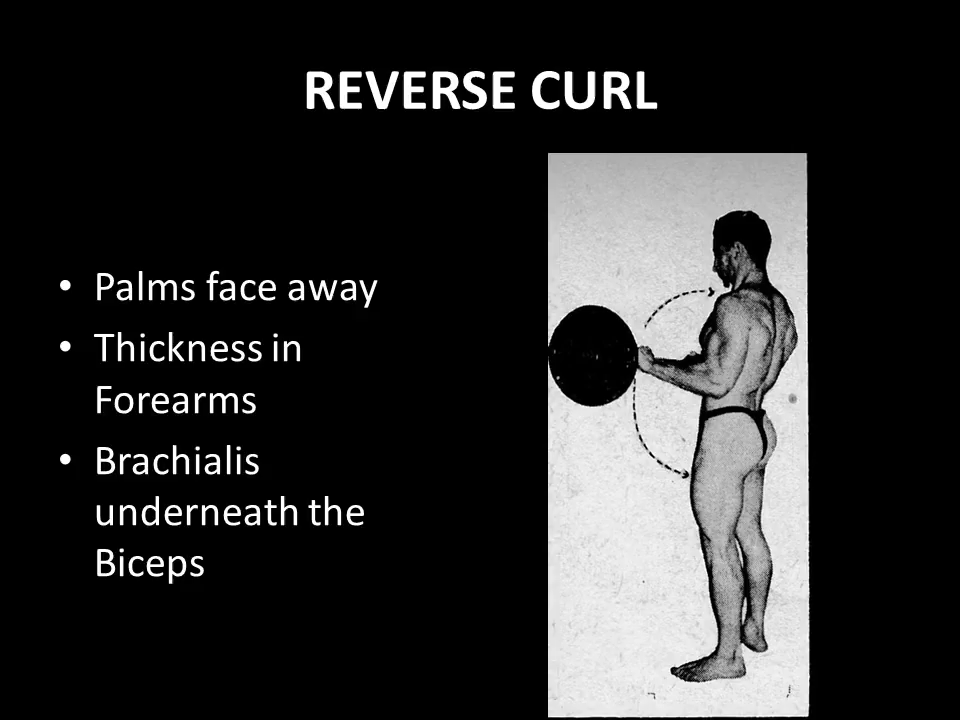 REVERSE CURL
• Palms face away
• Thickness in
Forearms
• Brachialis
underneath the
Biceps